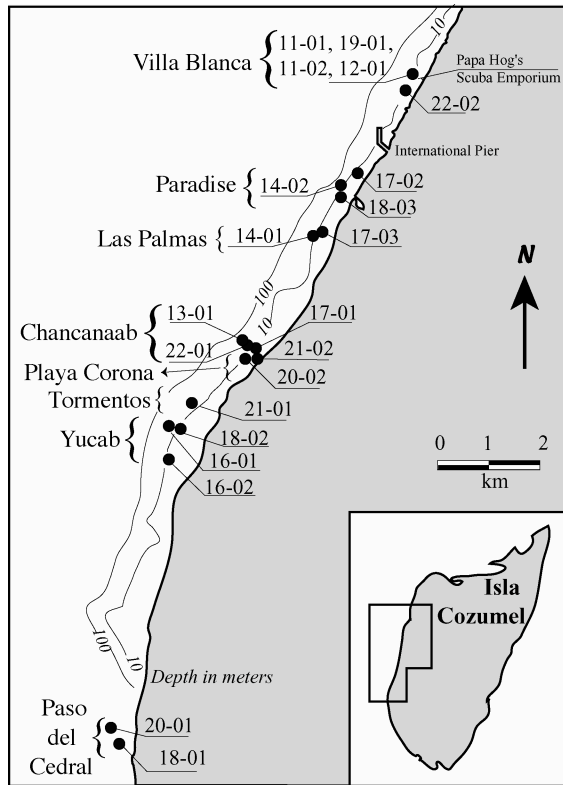 10
Villa Blanca
11-01, 19-01,
11-02, 12-01
Papa Hog's
Scuba Emporium
22-02
International Pier
Paradise
14-02
17-02
18-03
Las Palmas
14-01
17-03
100
10
13-01
17-01
Chancanaab
22-01
21-02
Playa Corona
20-02
Tormentos
21-01
Yucab
18-02
16-01
16-02
N
0 1 2
km
Isla
Cozumel
100
10
Depth in meters
Paso
del
Cedral
20-01
18-01